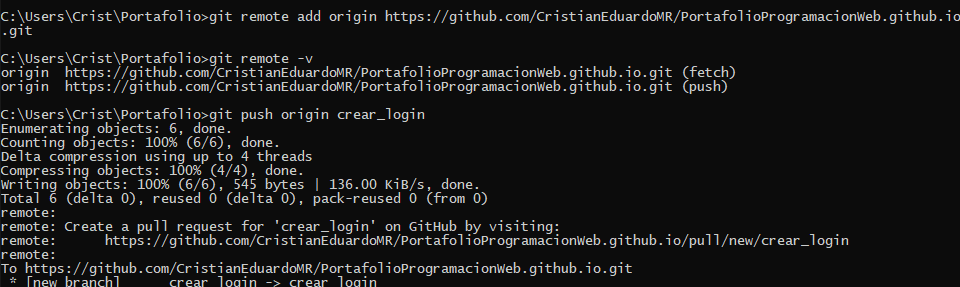 C:\Users\Crist\Portafolio>git remote add origin https://github.com/CristianEduardoMR/PortafolioProgramacionWeb.github.io
.git
C:\Users\Crist\Portafolio>git remote -v
origin  https://github.com/CristianEduardoMR/PortafolioProgramacionWeb.github.io.git (fetch)
origin  https://github.com/CristianEduardoMR/PortafolioProgramacionWeb.github.io.git (push)
C:\Users\Crist\Portafolio>git push origin crear_login
Enumerating objects: 6, done.
Counting objects: 100% (6/6), done.
Delta compression using up to 4 threads
Compressing objects: 100% (4/4), done.
Writing objects: 100% (6/6), 545 bytes | 136.00 KiB/s, done.
Total 6 (delta 0), reused 0 (delta 0), pack-reused 0 (from 0)
remote:
remote: Create a pull request for 'crear_login' on GitHub by visiting:
remote:      https://github.com/CristianEduardoMR/PortafolioProgramacionWeb.github.io/pull/new/crear_login
remote:
To https://github.com/CristianEduardoMR/PortafolioProgramacionWeb.github.io.git
 * [new branch]      crear_login -> crear_login